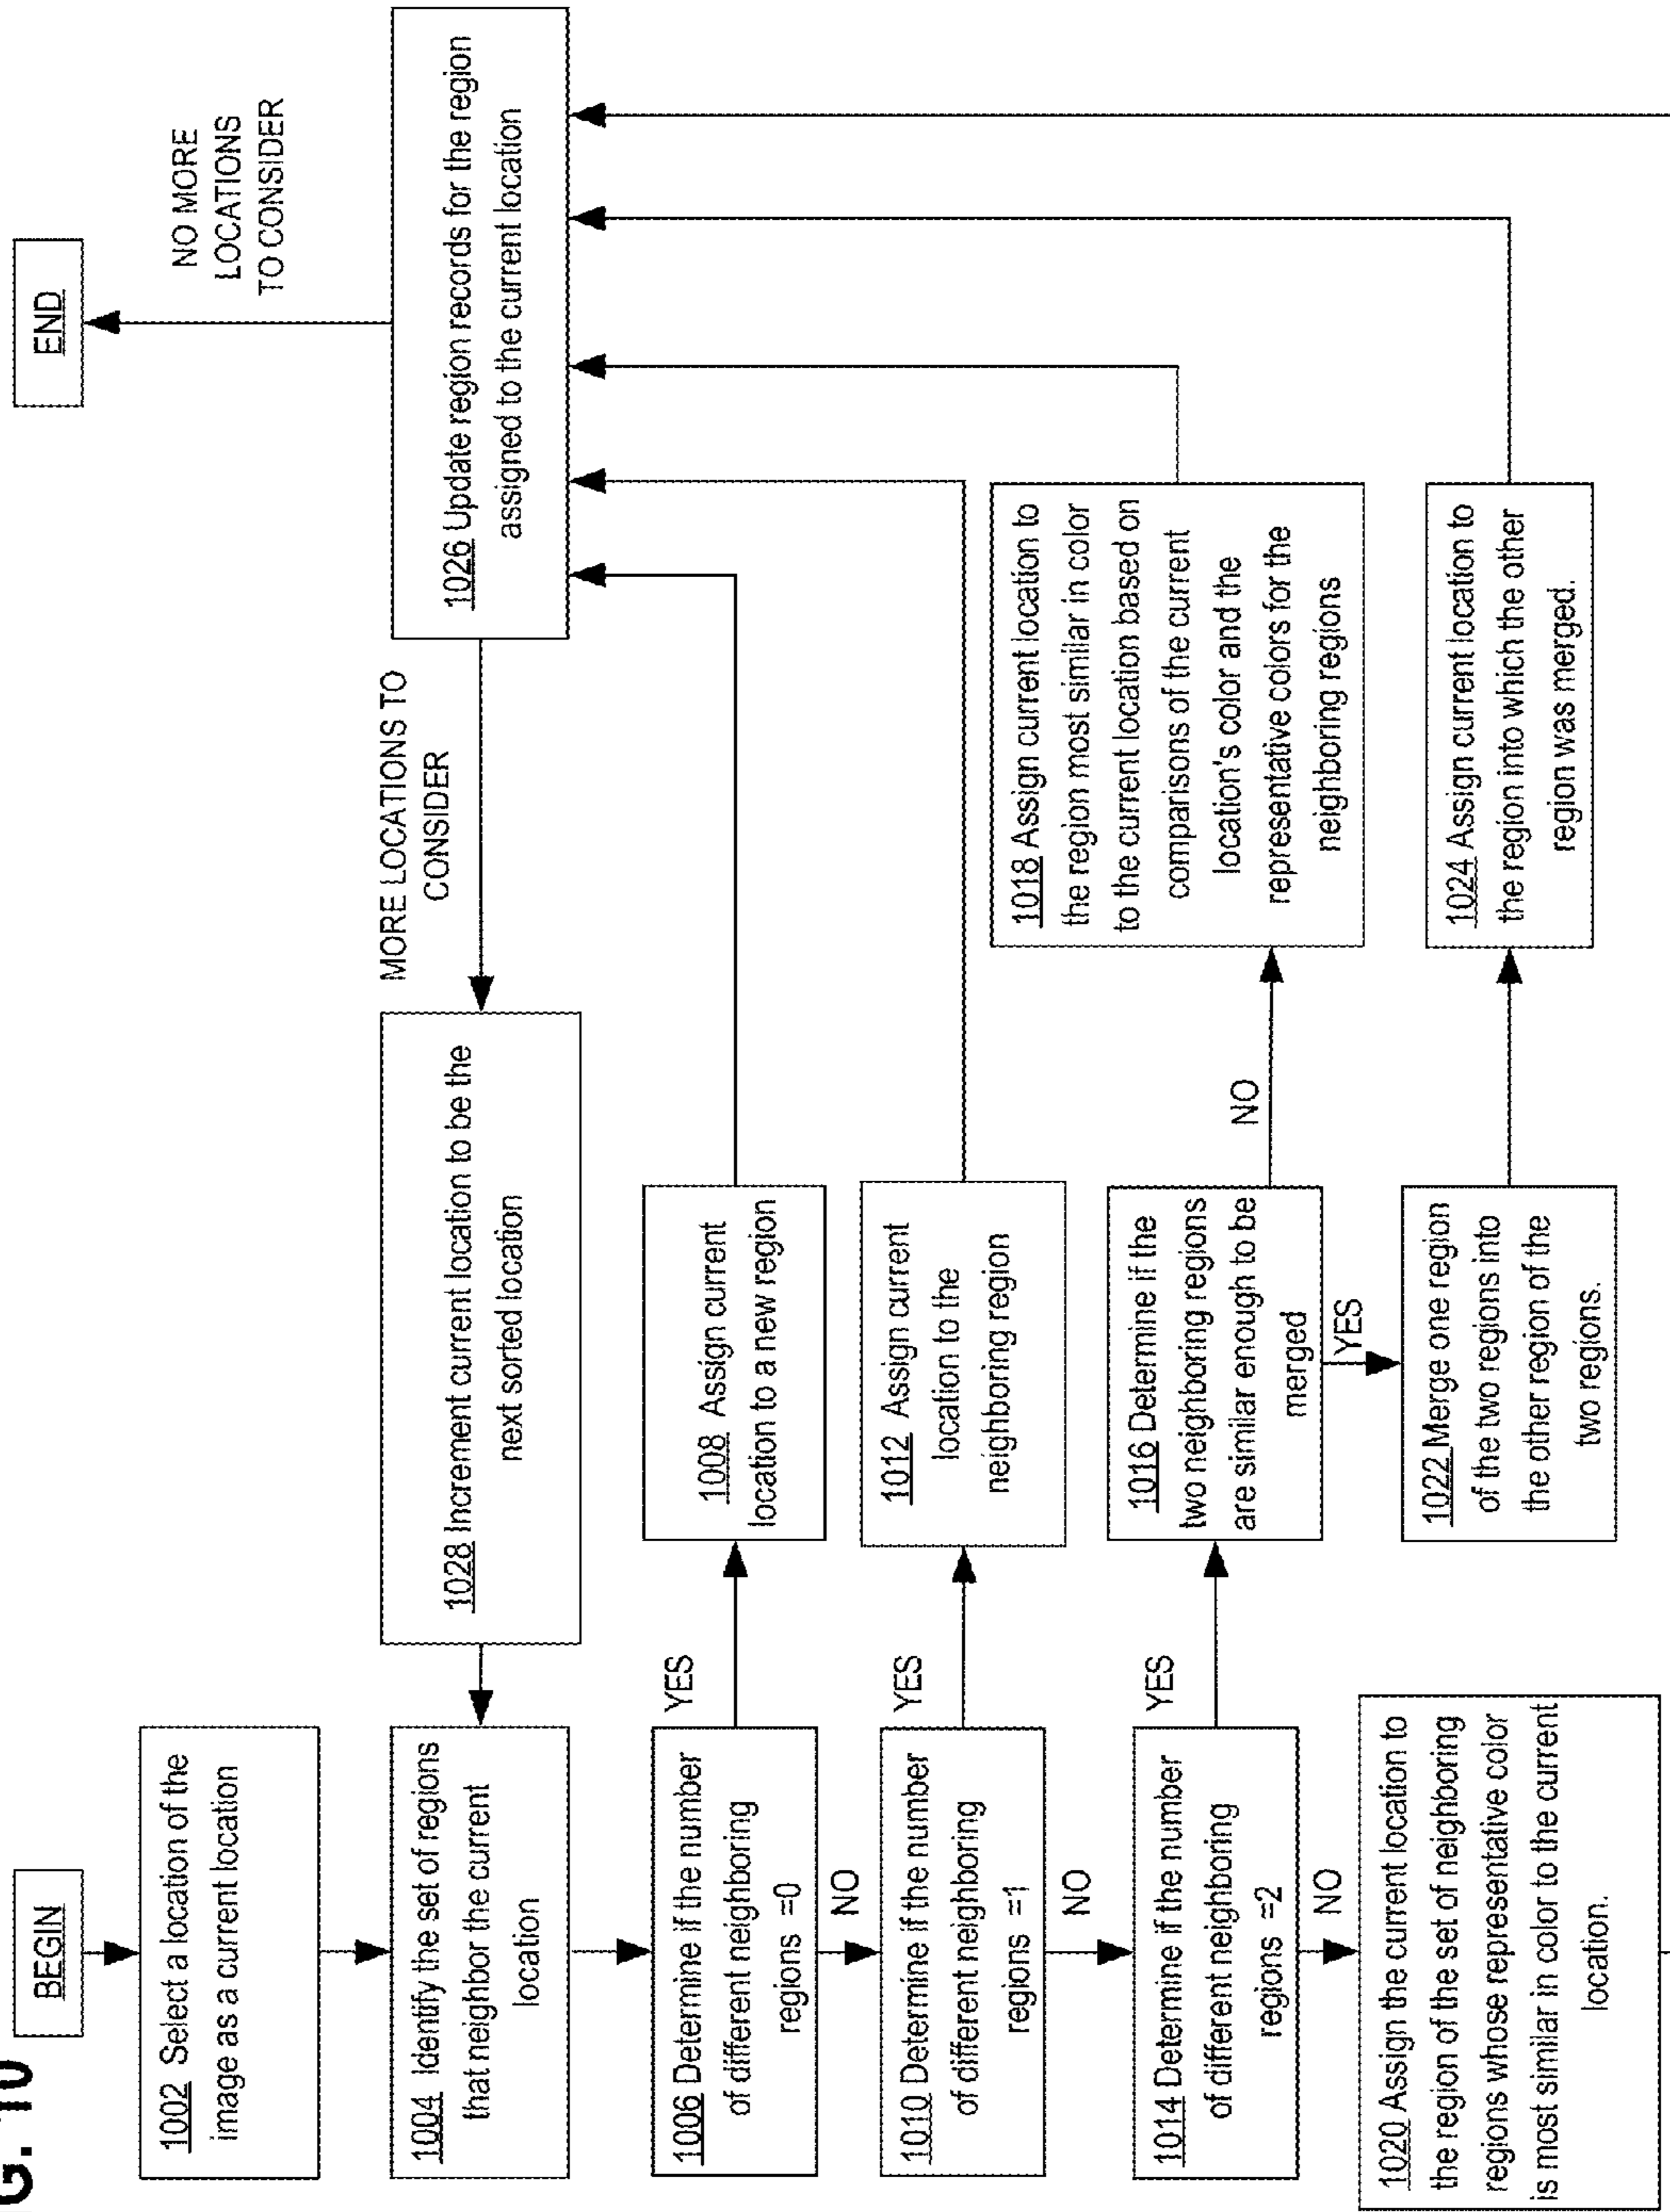 G. 10
BEGIN
1002 Select a location of the
image as a current location
1004 Identify the set of regions
that neighbor the current
location
1006 Determine if the number
of different neighboring
regions =0
YES
NO
1008 Assign current
location to a new region
1010 Determine if the number
of different neighboring
regions =1
YES
NO
1012 Assign current
location to the
neighboring region
1014 Determine if the number
of different neighboring
regions =2
YES
NO
1016 Determine if the
two neighboring regions
are similar enough to be
merged
NO
YES
1018 Assign current location to
the region most similar in color
to the current location based on
comparisons of the current
location's color and the
representative colors for the
neighboring regions
1020 Assign the current location to
the region of the set of neighboring
regions whose representative color
is most similar in color to the current
location.
1022 Merge one region
of the two regions into
the other region of the
two regions.
1024 Assign current location to
the region into which the other
region was merged.
1026 Update region records for the region
assigned to the current location
MORE LOCATIONS TO
CONSIDER
1028 Increment current location to be the
next sorted location
NO MORE
LOCATIONS
TO CONSIDER
END